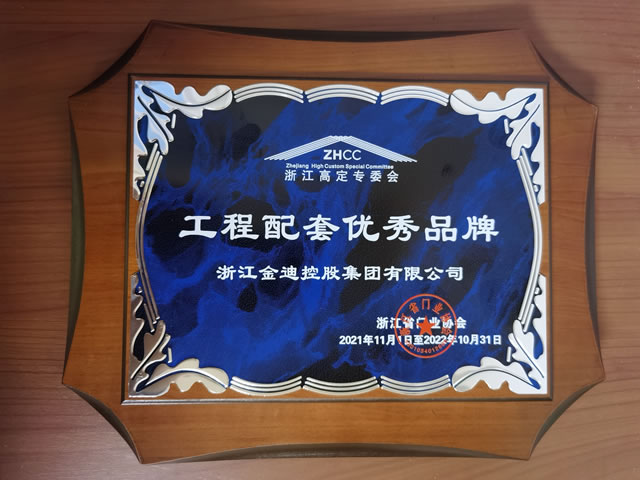 ZHCC
Zhejiang High Custom Special Committee
浙江高定专委会
工程配套优秀品牌
浙江金迪控股集团有限公司
浙江省门业协会
2021年11月1日至2022年10月31日